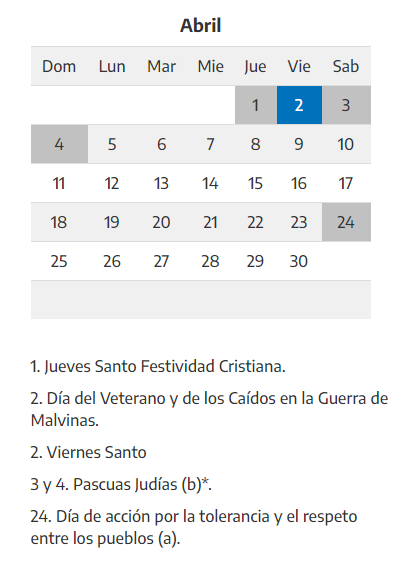 Abril
Dom Lun Mar Mie Jue Vie Sab
1 2 3
4 5 6 7 8 9 10
11 12 13 14 15 16 17
18 19 20 21 22 23 24
25 26 27 28 29 30
1. Jueves Santo Festividad Cristiana.
2. Día del Veterano y de los Caídos en la Guerra de
Malvinas.
2. Viernes Santo
3 y 4. Pascuas Judías (b)*.
24. Día de acción por la tolerancia y el respeto
entre los pueblos (a).